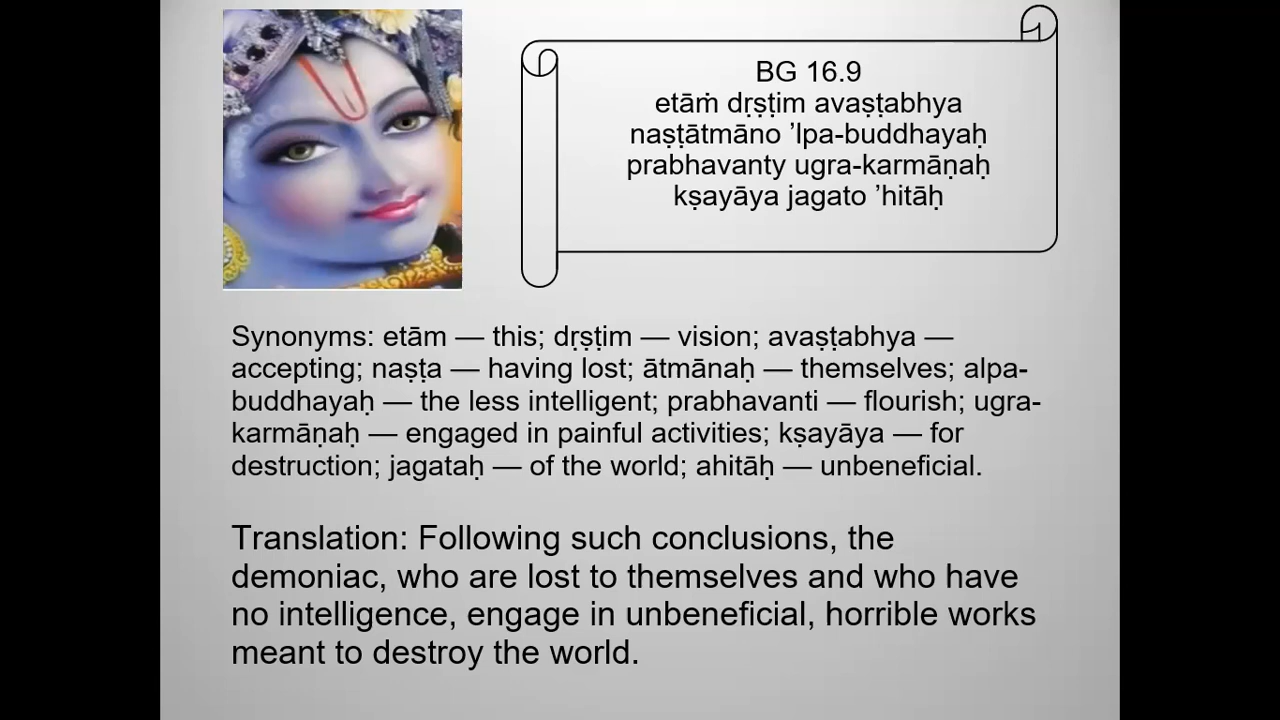 BG 16.9
etāṁ dṛṣṭim avaṣṭabhya
naṣṭātmāno ’lpa-buddhayaḥ
prabhavanty ugra-karmāṇaḥ
kṣayāya jagato ’hitāḥ
Synonyms: etām — this; dṛṣṭim — vision; avaṣṭabhya —
accepting; naṣṭa — having lost; ātmānaḥ — themselves; alpa-
buddhayaḥ — the less intelligent; prabhavanti — flourish; ugra-
karmāṇaḥ — engaged in painful activities; kṣayāya — for
destruction; jagataḥ — of the world; ahitāḥ — unbeneficial.
Translation: Following such conclusions, the
demoniac, who are lost to themselves and who have
no intelligence, engage in unbeneficial, horrible works
meant to destroy the world.